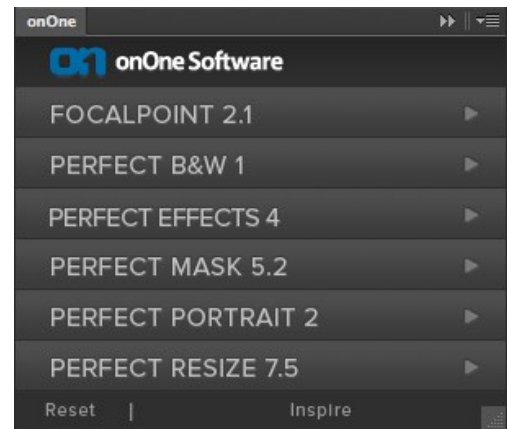 onOne
onOne Software
FOCALPOINT 2.1
PERFECT B&W 1
PERFECT EFFECTS 4
PERFECT MASK 5.2
PERFECT PORTRAIT 2
PERFECT RESIZE 7.5
Reset | Inspire